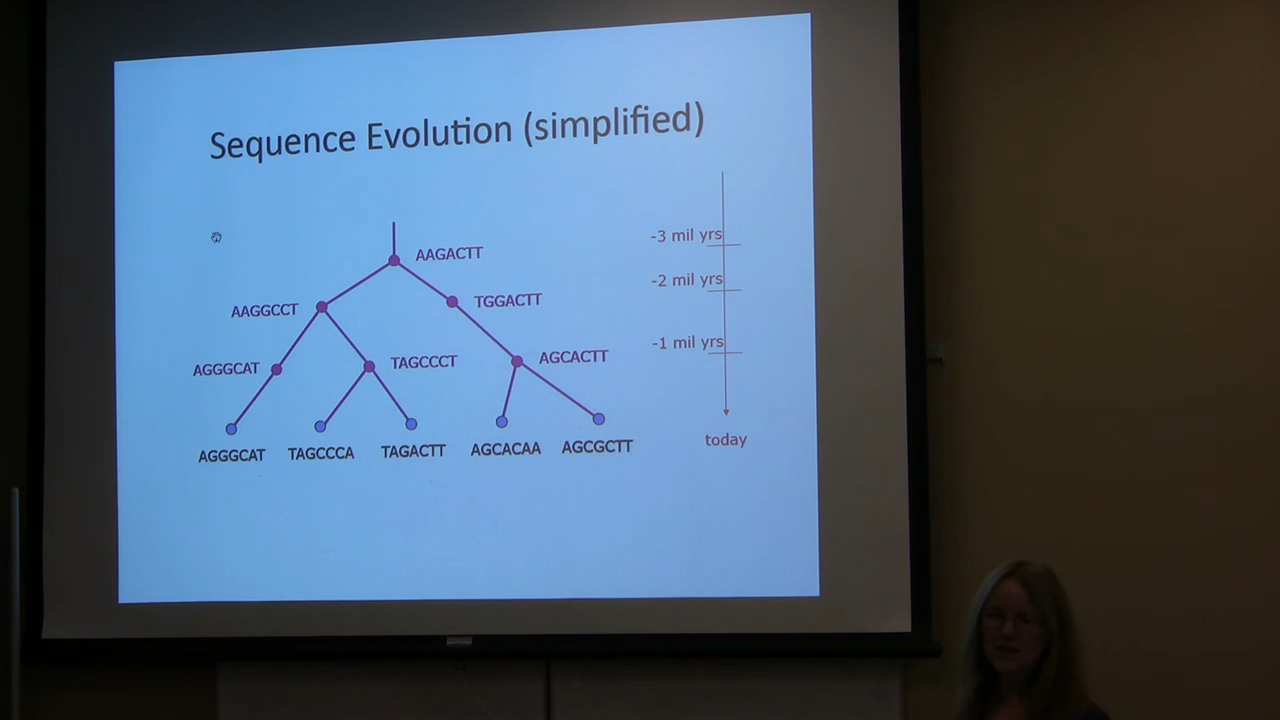 Sequence Evolution (simplified)
-3 mil yrs
AAGACTT
-2 mil yrs
AAGGCCT
TGGACTT
-1 mil yrs
AGGGCAT
TAGCCCT
AGCACTT
today
AGGGCAT
TAGCCCA
TAGACTT
AGCACAA
AGCGCTT